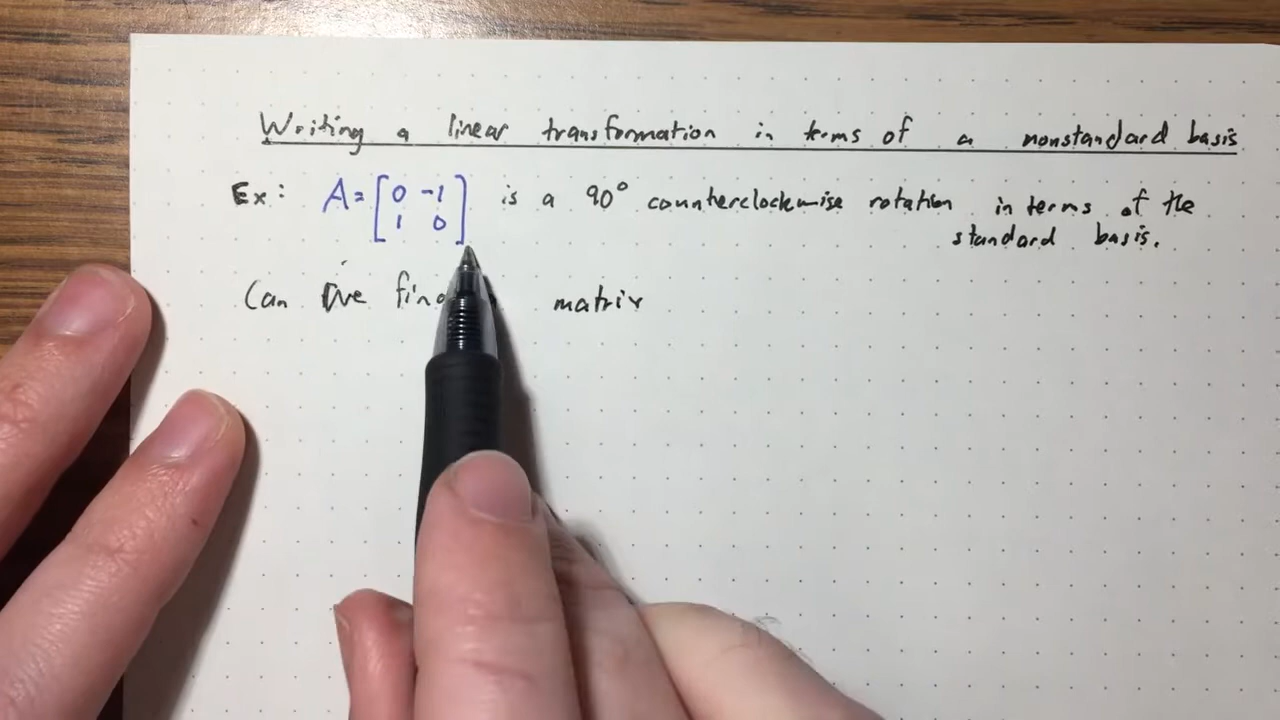 Writing a linear transformation in terms of a nonstandard basis
Ex: A = [0 -1] is a 90° counterclockwise rotation in terms of the
[1 0] standard basis.
Can we matrix